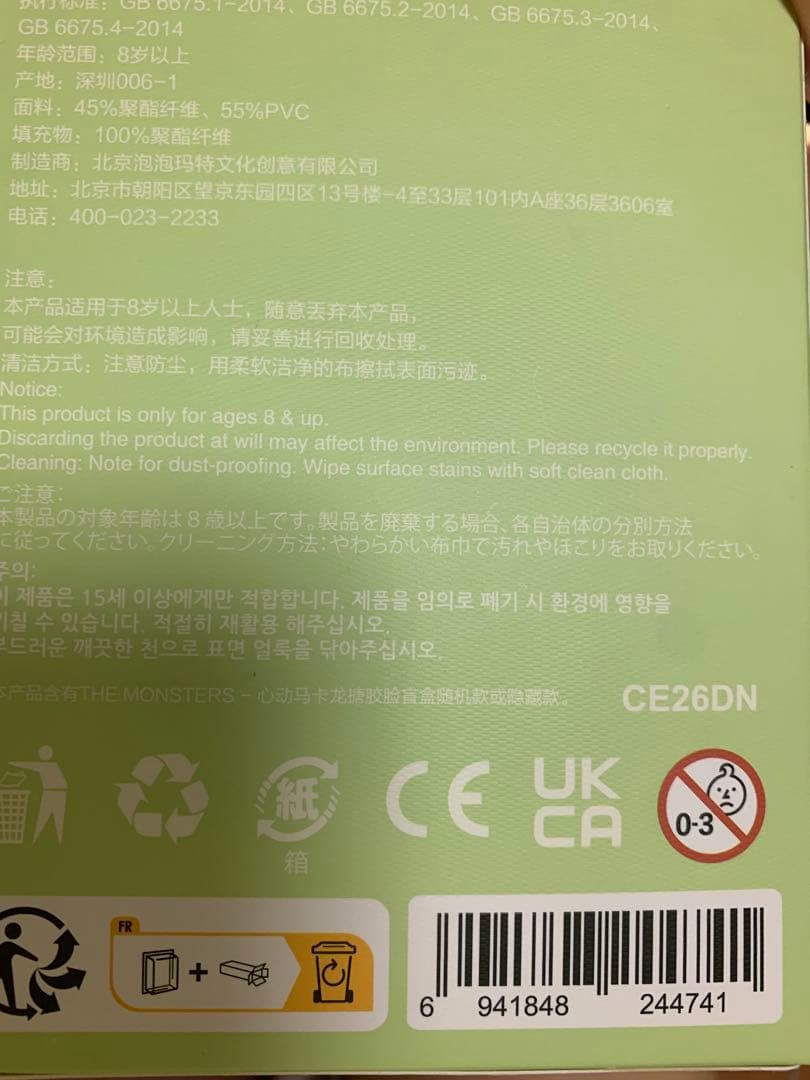 执行标准：GB 6675.1-2014、GB 6675.2-2014、GB 6675.3-2014、
GB 6675.4-2014
年龄范围：8岁以上
产地：深圳006-1
面料：45%聚酯纤维、55%PVC
填充物：100%聚酯纤维
制造商：北京泡泡玛特文化创意有限公司
地址：北京市朝阳区望京东园四区13号楼-4至33层101内A座36层3606室
电话：400-023-2233
注意：
本产品适用于8岁以上人士，随意丢弃本产品，
可能会对环境造成影响，请妥善进行回收处理。
清洁方式：注意防尘，用柔软洁净的布擦拭表面污迹。
Notice:
This product is only for ages 8 & up.
Discarding the product at will may affect the environment. Please recycle it properly.
Cleaning: Note for dust-proofing. Wipe surface stains with soft clean cloth.
ご注意：
本製品の対象年齢は8歳以上です。製品を廃棄する場合、各自治体の分別方法
に従ってください。クリーニング方法：やわらかい布巾で汚れやほこりをお取りください。
주의:
이 제품은 15세 이상에게만 적합합니다. 제품을 임의로 폐기 시 환경에 영향을
끼칠 수 있습니다. 적절히 재활용 해주십시오.
부드러운 깨끗한 천으로 표면 얼룩을 닦아주십시오.
本产品含有THE MONSTERS - 心动马卡龙搪胶脸盲盒随机款或隐藏款。 CE26DN
紙
箱
CE
UK
CA
0-3
FR
6 941848 244741